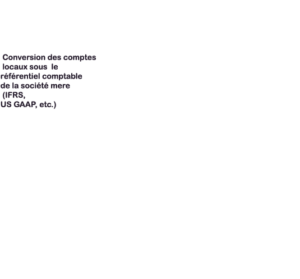 Conversion des comptes
locaux sous le
référentiel comptable
de la société mere
(IFRS,
US GAAP, etc.)